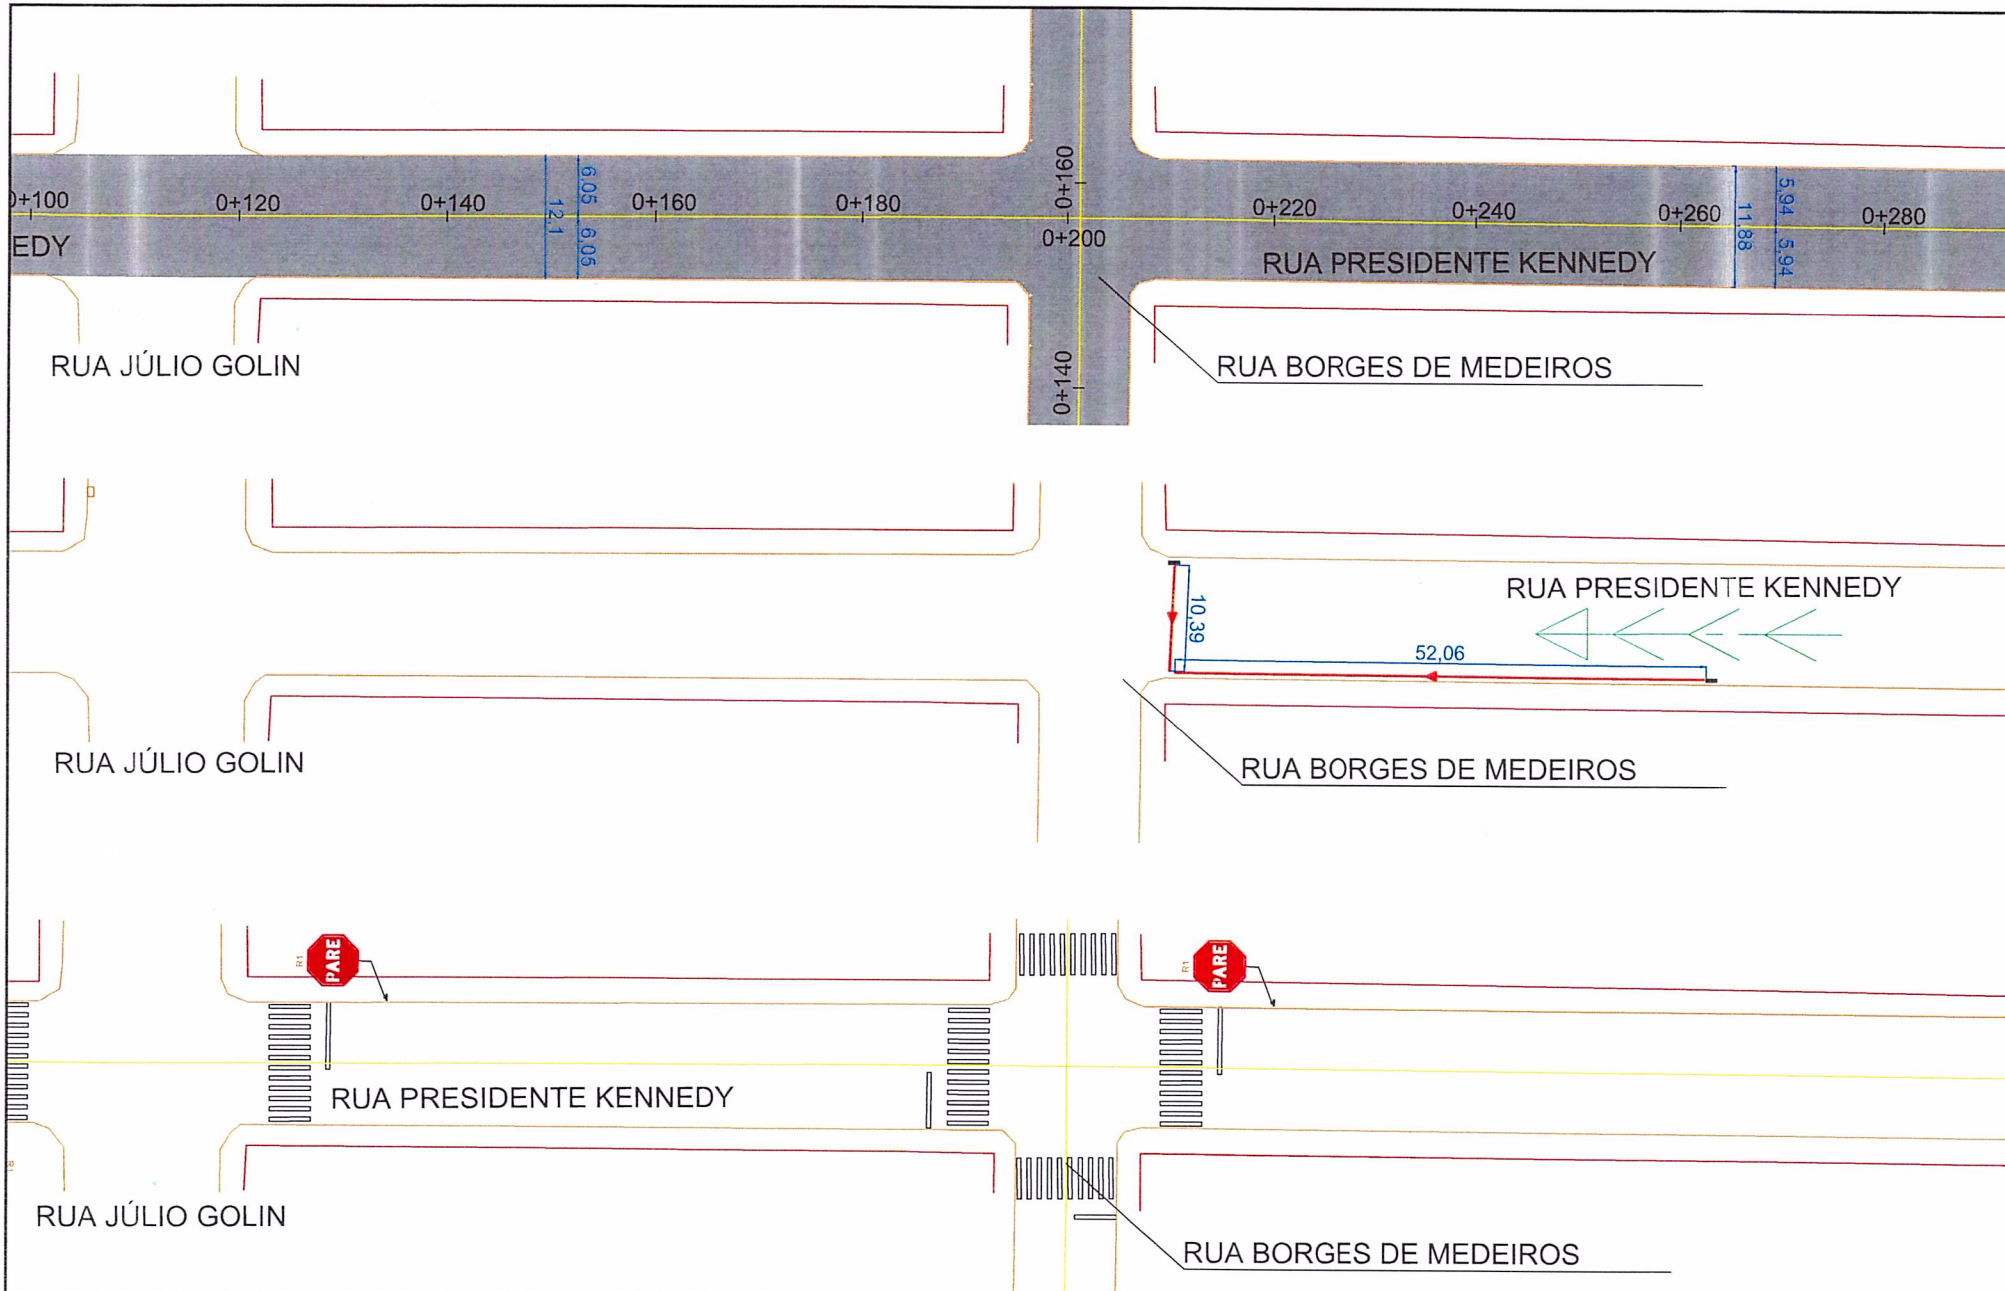 0+100
0+120
0+140
0+160
0+180
0+200
0+220
0+240
0+260
0+280
0+160
0+140
6,05 6,05
12,1
5,94 5,94
11,88
EDY
RUA PRESIDENTE KENNEDY
RUA JÚLIO GOLIN
RUA BORGES DE MEDEIROS
RUA PRESIDENTE KENNEDY
10,39
52,06
RUA JÚLIO GOLIN
RUA BORGES DE MEDEIROS
R1
PARE
R1
PARE
RUA PRESIDENTE KENNEDY
RUA JÚLIO GOLIN
RUA BORGES DE MEDEIROS